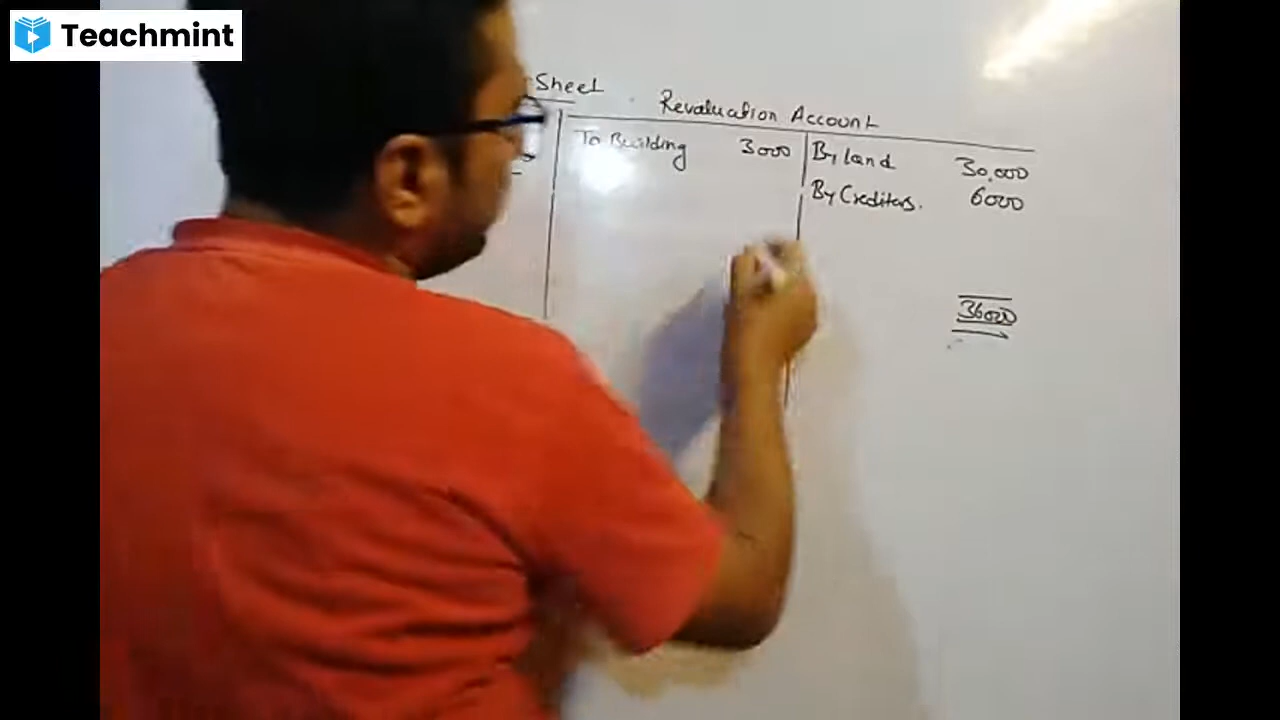 Teachmint
Sheet
Revaluation Account
To Building 3000
By land 30,000
By Creditors. 6000
36000